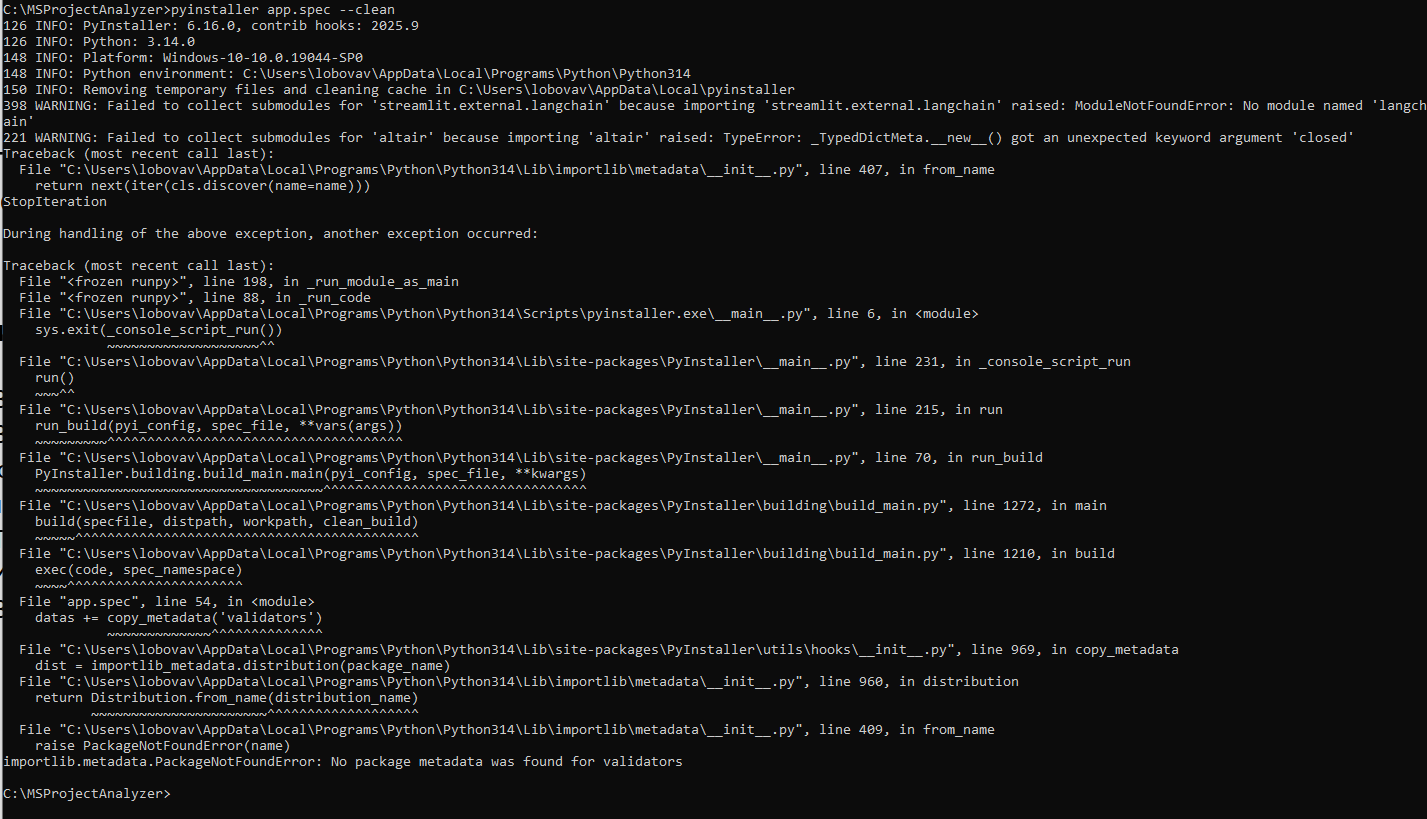 C:\MSProjectAnalyzer>pyinstaller app.spec --clean
126 INFO: PyInstaller: 6.16.0, contrib hooks: 2025.9
126 INFO: Python: 3.14.0
148 INFO: Platform: Windows-10-10.0.19044-SP0
148 INFO: Python environment: C:\Users\lobovav\AppData\Local\Programs\Python\Python314
150 INFO: Removing temporary files and cleaning cache in C:\Users\lobovav\AppData\Local\pyinstaller
398 WARNING: Failed to collect submodules for 'streamlit.external.langchain' because importing 'streamlit.external.langchain' raised: ModuleNotFoundError: No module named 'langch
ain'
221 WARNING: Failed to collect submodules for 'altair' because importing 'altair' raised: TypeError: _TypedDictMeta.__new__() got an unexpected keyword argument 'closed'
Traceback (most recent call last):
  File "C:\Users\lobovav\AppData\Local\Programs\Python\Python314\Lib\importlib\metadata\__init__.py", line 407, in from_name
    return next(iter(cls.discover(name=name)))
StopIteration

During handling of the above exception, another exception occurred:

Traceback (most recent call last):
  File "<frozen runpy>", line 198, in _run_module_as_main
  File "<frozen runpy>", line 88, in _run_code
  File "C:\Users\lobovav\AppData\Local\Programs\Python\Python314\Scripts\pyinstaller.exe\__main__.py", line 6, in <module>
    sys.exit(_console_script_run())
             ~~~~~~~~~~~~~~~~~~~^^
  File "C:\Users\lobovav\AppData\Local\Programs\Python\Python314\Lib\site-packages\PyInstaller\__main__.py", line 231, in _console_script_run
    run()
    ~~~^^
  File "C:\Users\lobovav\AppData\Local\Programs\Python\Python314\Lib\site-packages\PyInstaller\__main__.py", line 215, in run
    run_build(pyi_config, spec_file, **vars(args))
    ~~~~~~~~~^^^^^^^^^^^^^^^^^^^^^^^^^^^^^^^^^^^^^
  File "C:\Users\lobovav\AppData\Local\Programs\Python\Python314\Lib\site-packages\PyInstaller\__main__.py", line 70, in run_build
    PyInstaller.building.build_main.main(pyi_config, spec_file, **kwargs)
    ~~~~~~~~~~~~~~~~~~~~~~~~~~~~~~~~~~~~^^^^^^^^^^^^^^^^^^^^^^^^^^^^^^^^^
  File "C:\Users\lobovav\AppData\Local\Programs\Python\Python314\Lib\site-packages\PyInstaller\building\build_main.py", line 1272, in main
    build(specfile, distpath, workpath, clean_build)
    ~~~~~^^^^^^^^^^^^^^^^^^^^^^^^^^^^^^^^^^^^^^^^^^^
  File "C:\Users\lobovav\AppData\Local\Programs\Python\Python314\Lib\site-packages\PyInstaller\building\build_main.py", line 1210, in build
    exec(code, spec_namespace)
    ~~~~^^^^^^^^^^^^^^^^^^^^^^
  File "app.spec", line 54, in <module>
    datas += copy_metadata('validators')
             ~~~~~~~~~~~~~^^^^^^^^^^^^^^
  File "C:\Users\lobovav\AppData\Local\Programs\Python\Python314\Lib\site-packages\PyInstaller\utils\hooks\__init__.py", line 969, in copy_metadata
    dist = importlib_metadata.distribution(package_name)
  File "C:\Users\lobovav\AppData\Local\Programs\Python\Python314\Lib\importlib\metadata\__init__.py", line 960, in distribution
    return Distribution.from_name(distribution_name)
           ~~~~~~~~~~~~~~~~~~~~~~^^^^^^^^^^^^^^^^^^^
  File "C:\Users\lobovav\AppData\Local\Programs\Python\Python314\Lib\importlib\metadata\__init__.py", line 409, in from_name
    raise PackageNotFoundError(name)
importlib.metadata.PackageNotFoundError: No package metadata was found for validators

C:\MSProjectAnalyzer>